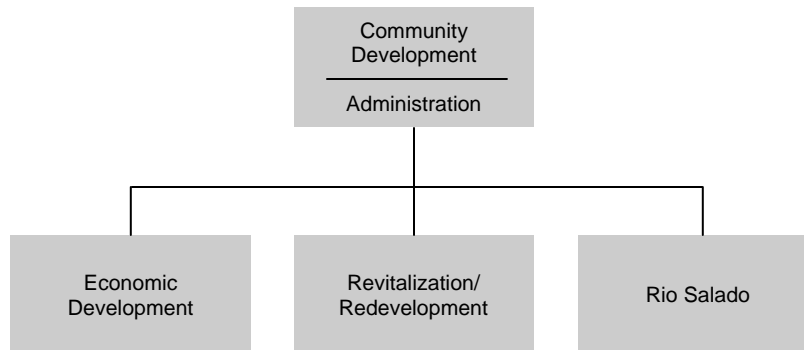 Community
Development
Administration
Economic
Development
Revitalization/
Redevelopment
Rio Salado